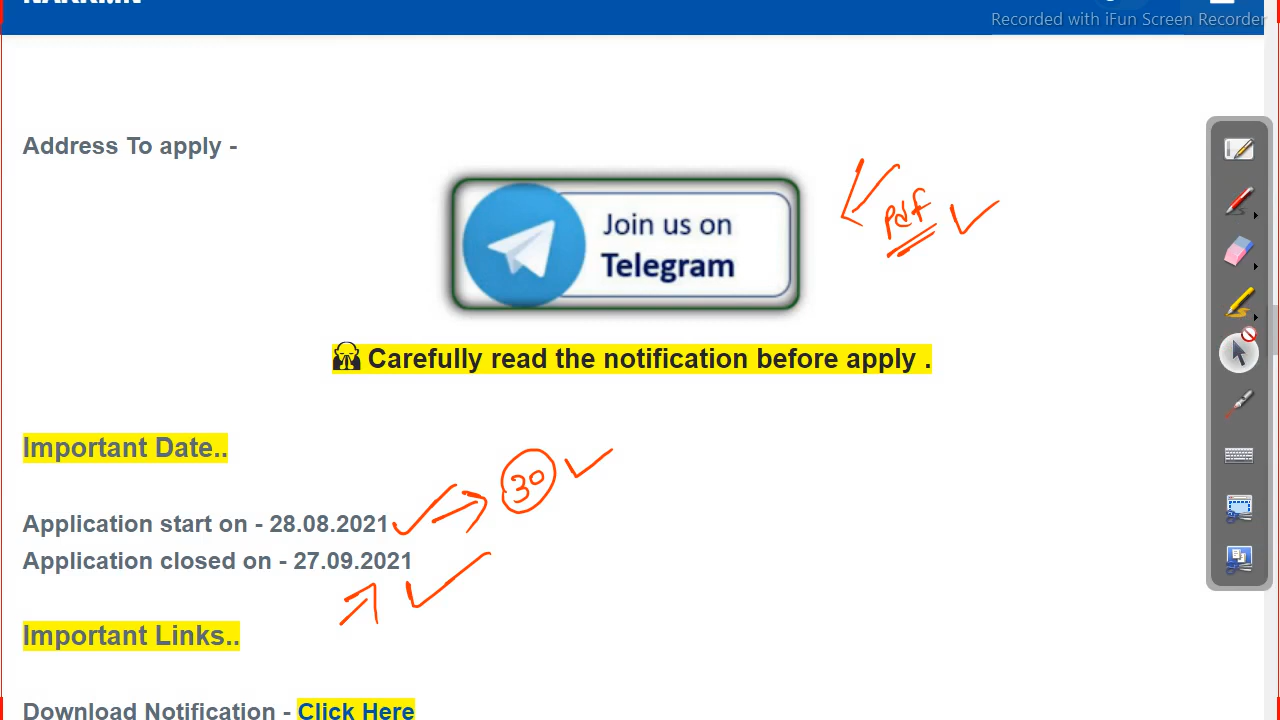 Recorded with iFun Screen Recorder
Address To apply -
Join us on
Telegram
pdf
Carefully read the notification before apply .
Important Date..
30
Application start on - 28.08.2021
Application closed on - 27.09.2021
Important Links..
Download Notification - Click Here